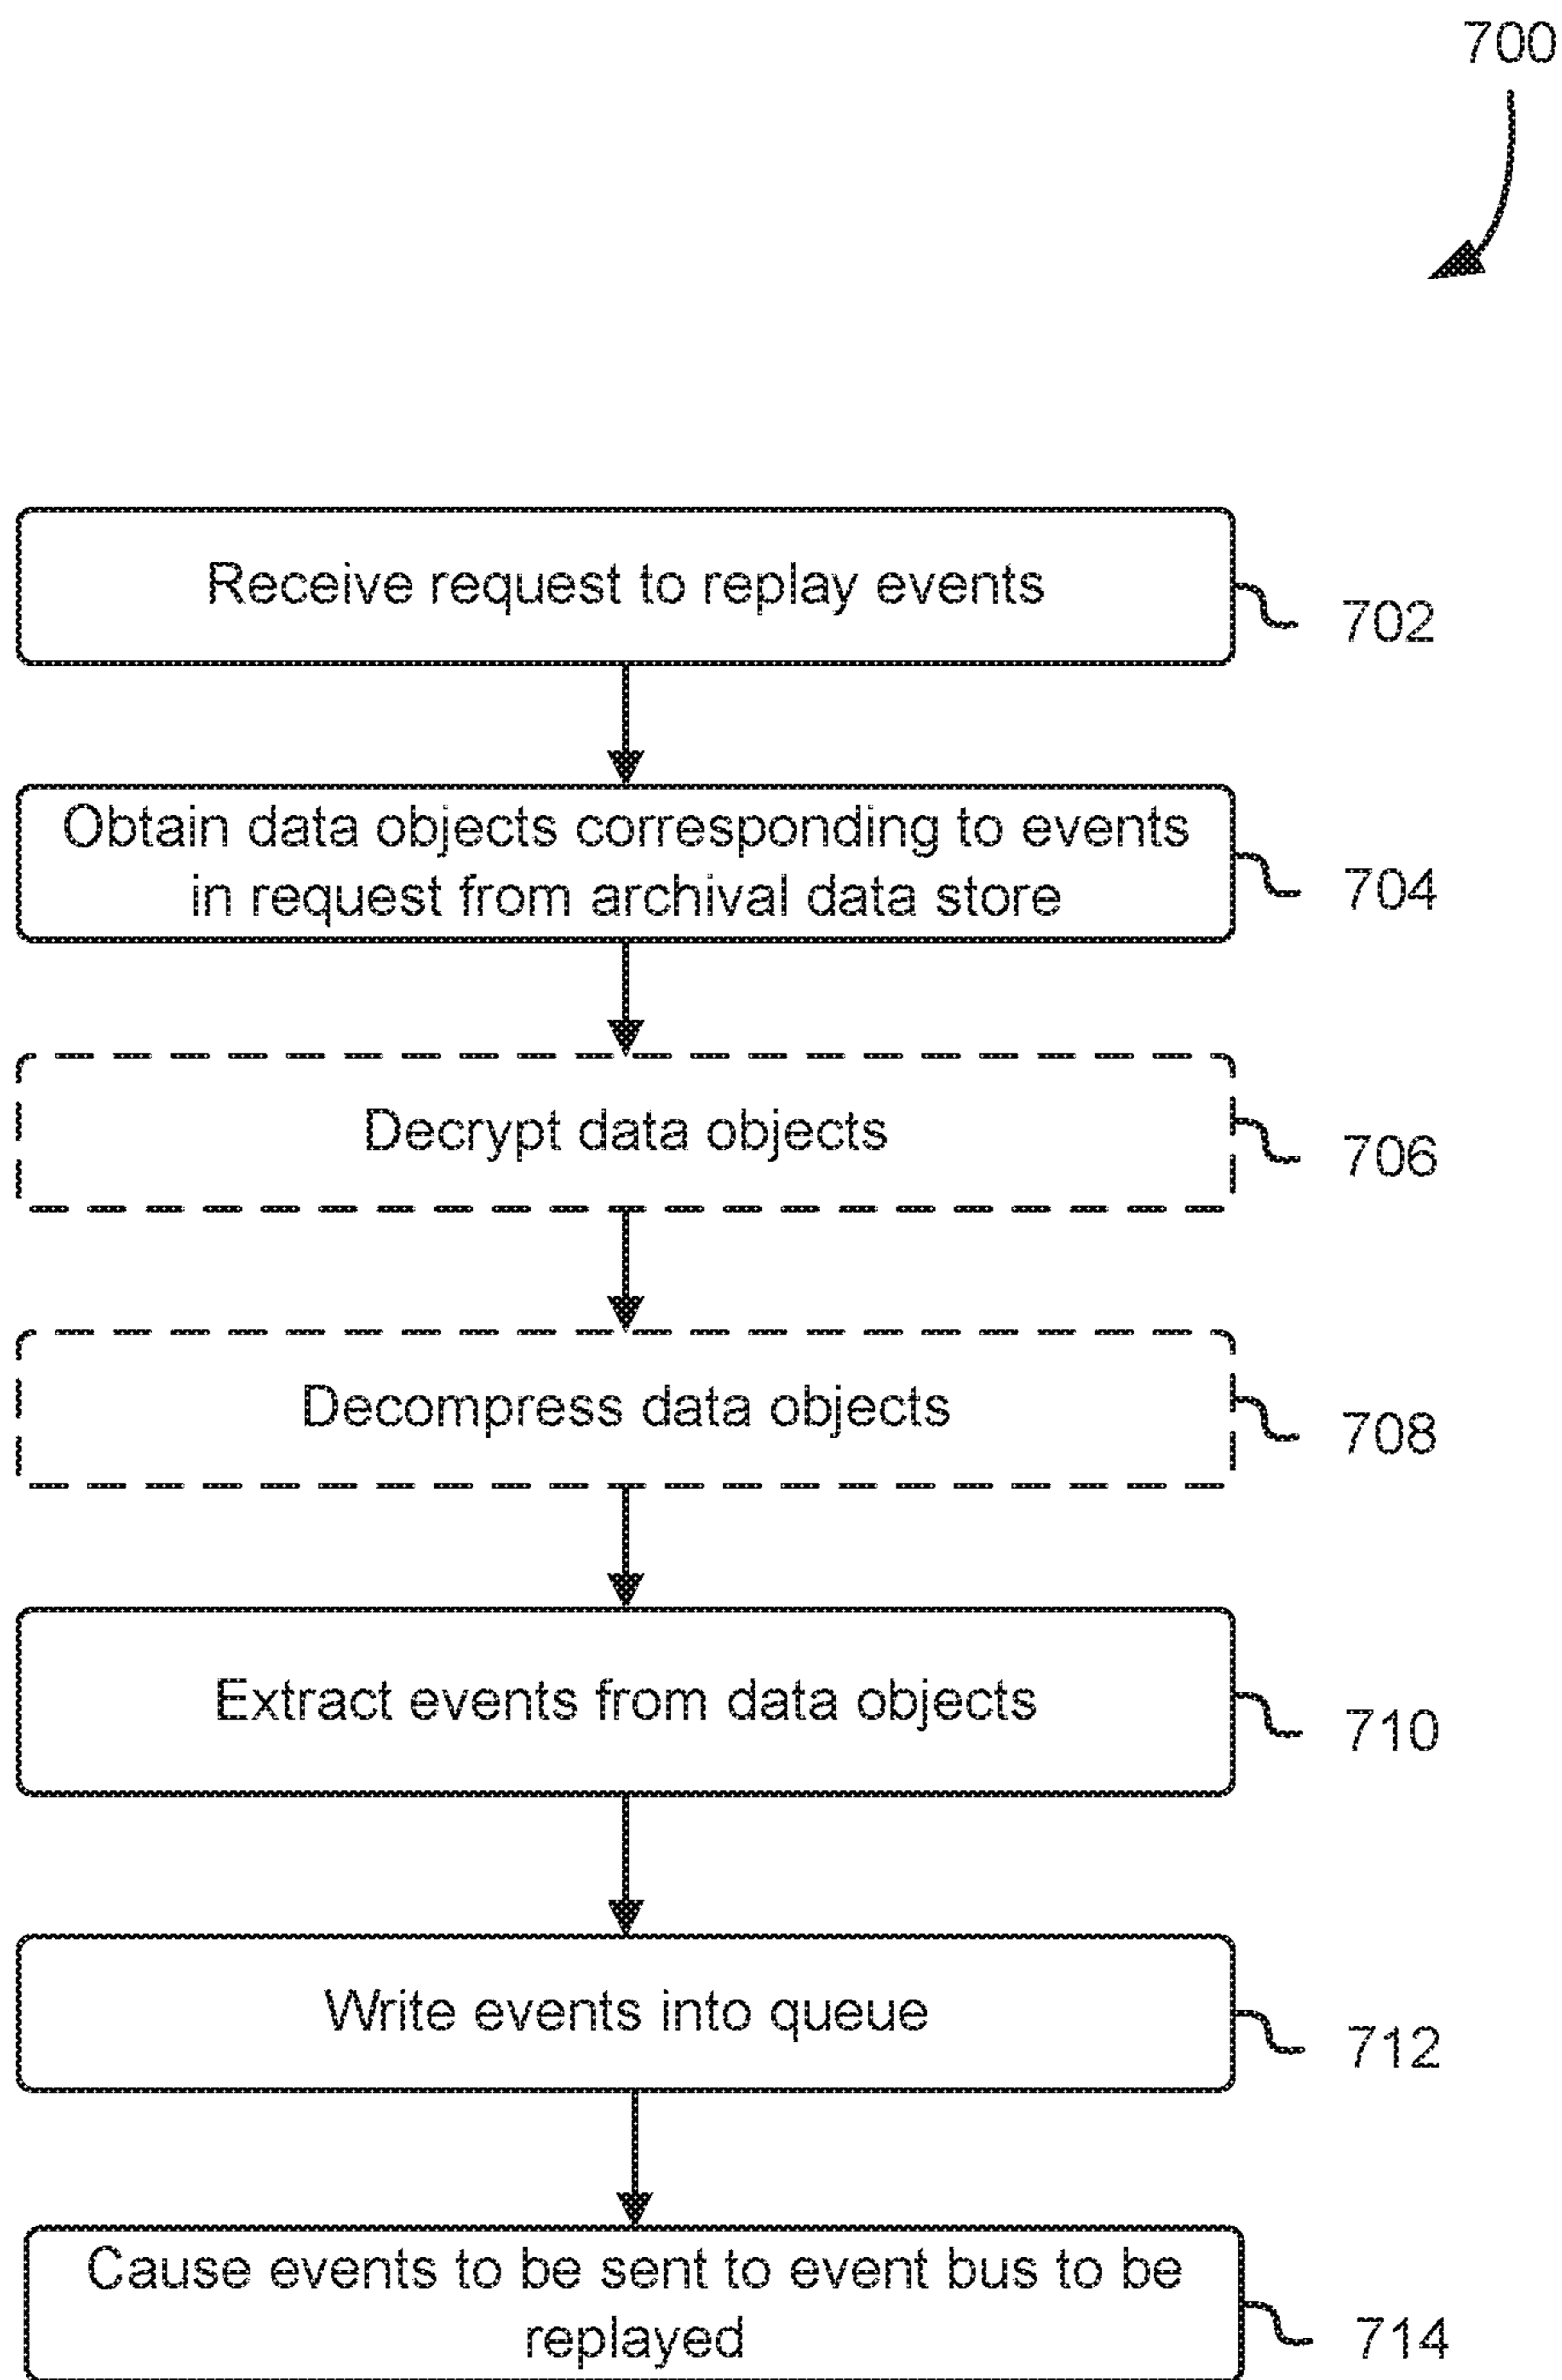 700
Receive request to replay events
702
Obtain data objects corresponding to events
in request from archival data store
704
Decrypt data objects
706
Decompress data objects
708
Extract events from data objects
710
Write events into queue
712
Cause events to be sent to event bus to be
replayed
714